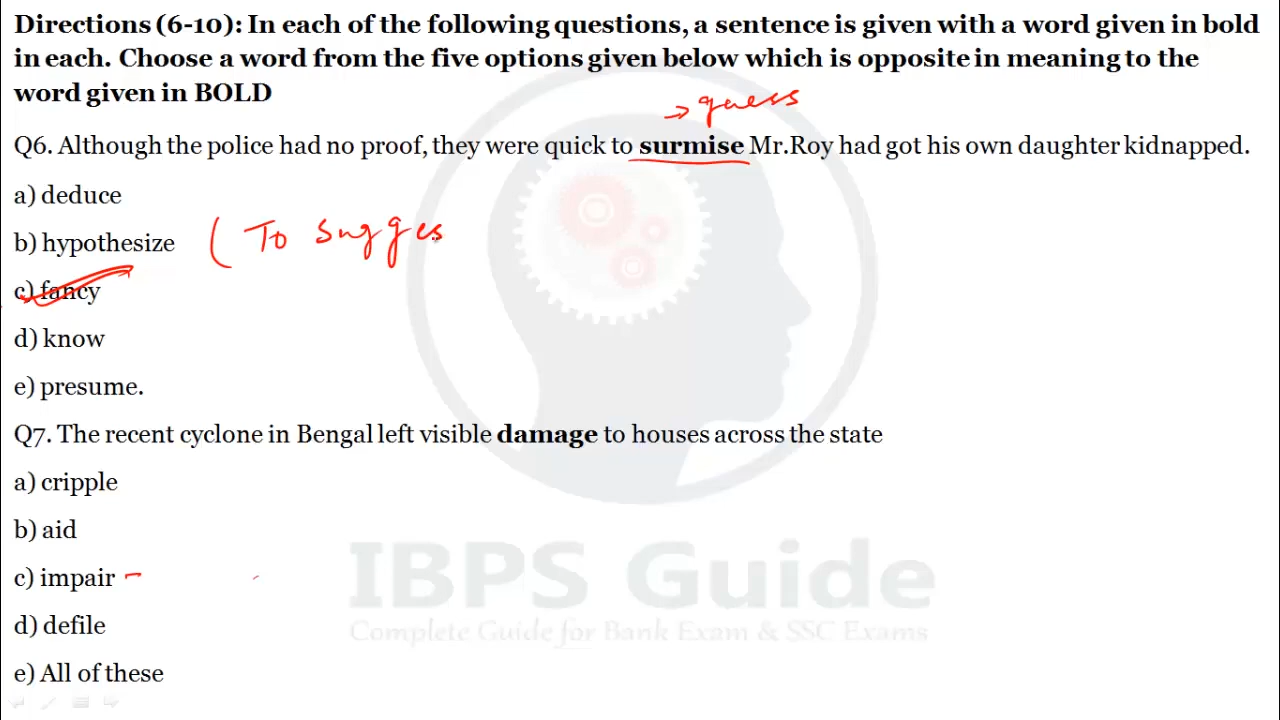 Directions (6-10): In each of the following questions, a sentence is given with a word given in bold
in each. Choose a word from the five options given below which is opposite in meaning to the
word given in BOLD
→ guess
Q6. Although the police had no proof, they were quick to surmise Mr.Roy had got his own daughter kidnapped.
a) deduce
b) hypothesize ( To sugges
c) fancy
d) know
e) presume.
Q7. The recent cyclone in Bengal left visible damage to houses across the state
a) cripple
b) aid
c) impair -
d) defile
e) All of these
IBPS Guide
Complete Guide for Bank Exam & SSC Exams